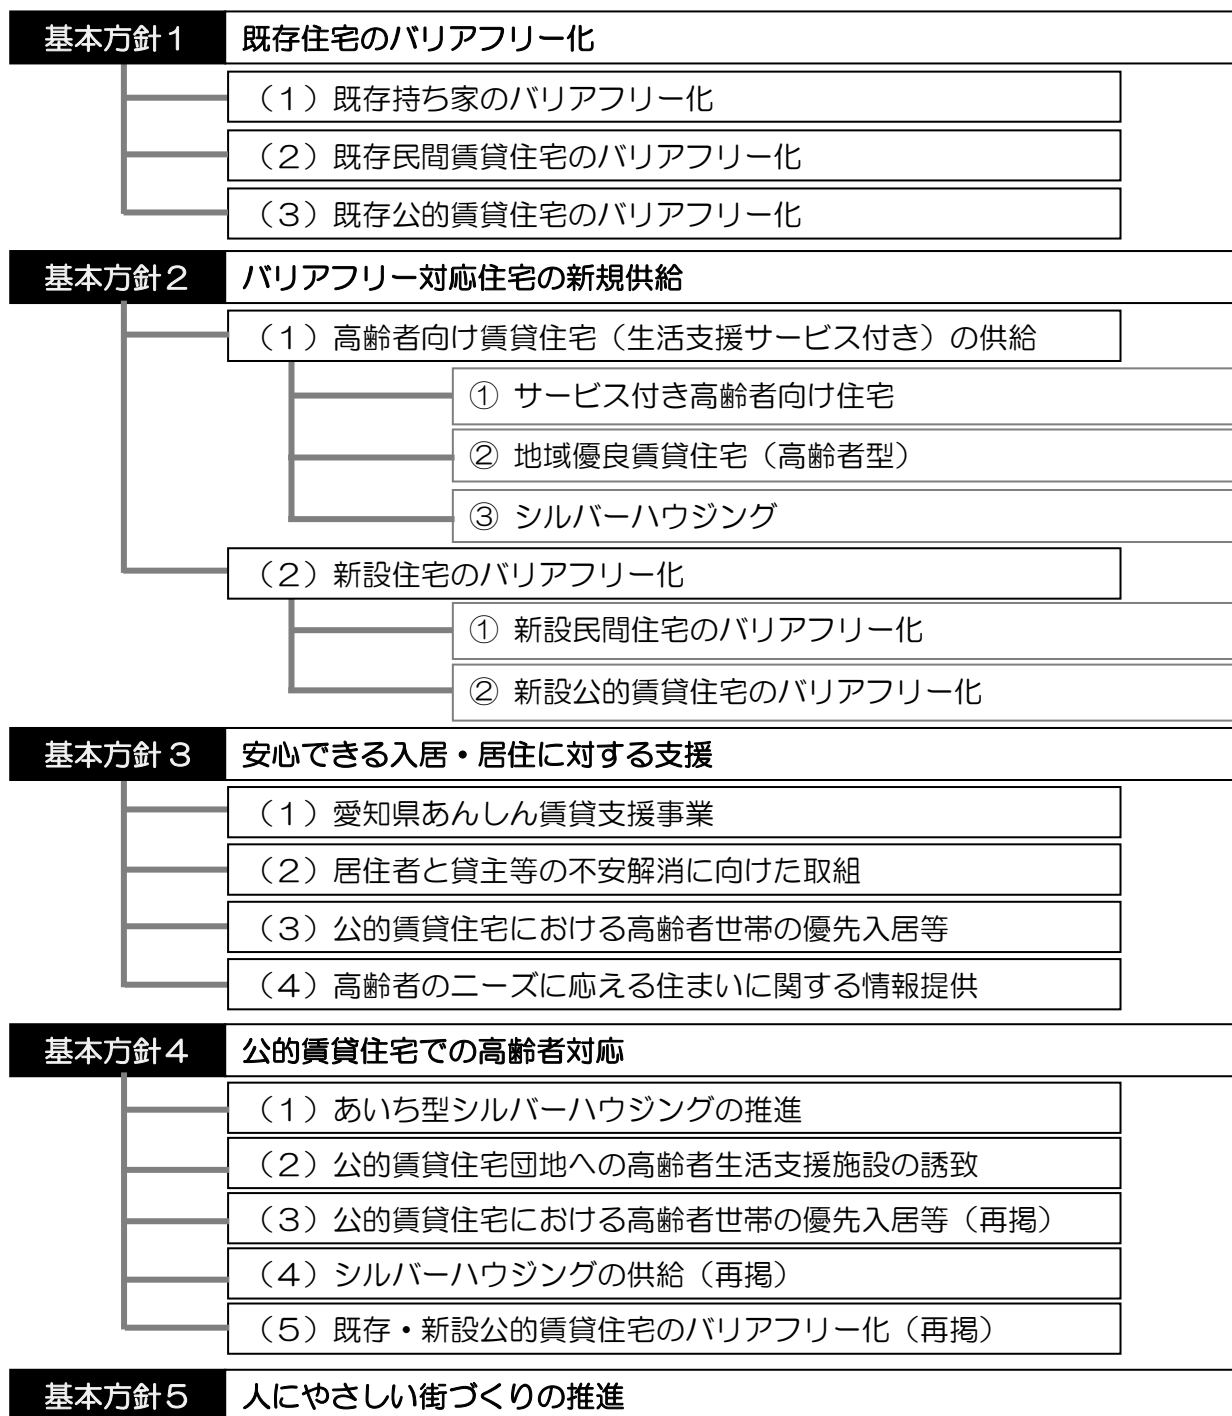 基本方針１ 既存住宅のバリアフリー化
（１）既存持ち家のバリアフリー化
（２）既存民間賃貸住宅のバリアフリー化
（３）既存公的賃貸住宅のバリアフリー化
基本方針２ バリアフリー対応住宅の新規供給
（１）高齢者向け賃貸住宅（生活支援サービス付き）の供給
① サービス付き高齢者向け住宅
② 地域優良賃貸住宅（高齢者型）
③ シルバーハウジング
（２）新設住宅のバリアフリー化
① 新設民間住宅のバリアフリー化
② 新設公的賃貸住宅のバリアフリー化
基本方針３ 安心できる入居・居住に対する支援
（１）愛知県あんしん賃貸支援事業
（２）居住者と貸主等の不安解消に向けた取組
（３）公的賃貸住宅における高齢者世帯の優先入居等
（４）高齢者のニーズに応える住まいに関する情報提供
基本方針４ 公的賃貸住宅での高齢者対応
（１）あいち型シルバーハウジングの推進
（２）公的賃貸住宅団地への高齢者生活支援施設の誘致
（３）公的賃貸住宅における高齢者世帯の優先入居等（再掲）
（４）シルバーハウジングの供給（再掲）
（５）既存・新設公的賃貸住宅のバリアフリー化（再掲）
基本方針５ 人にやさしい街づくりの推進